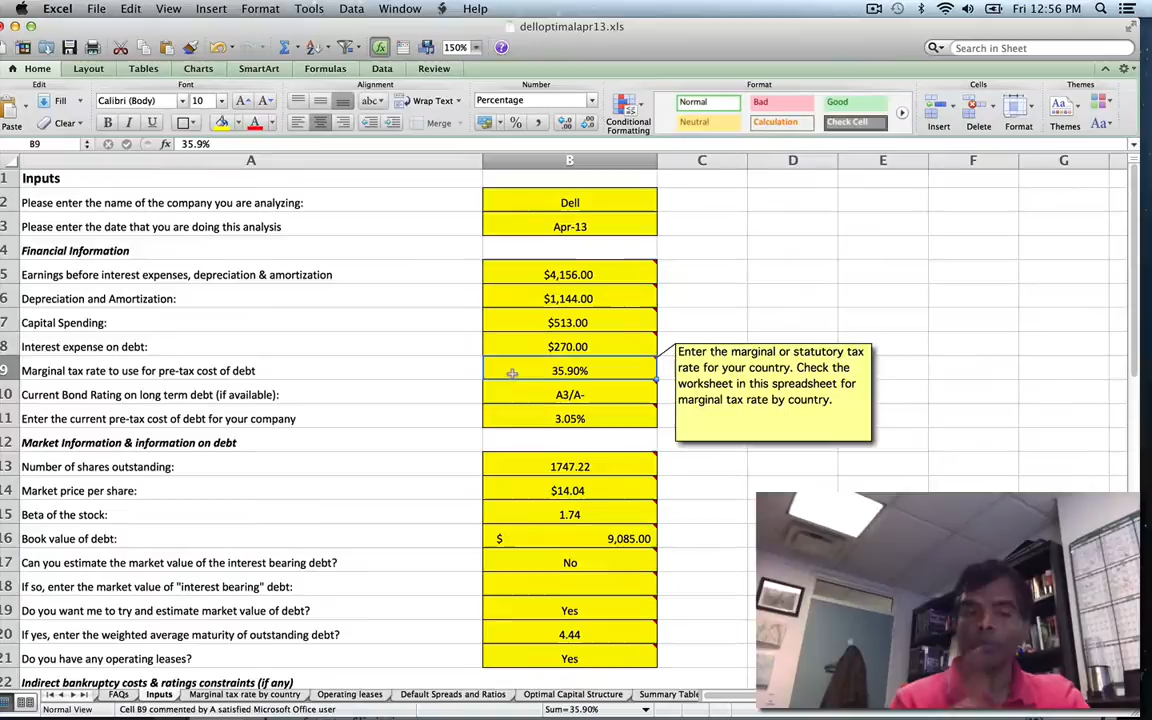 Excel File Edit View Insert Format Tools Data Window Help Fri 12:56 PM
delloptimalapr13.xls
150% Search in Sheet
Home Layout Tables Charts SmartArt Formulas Data Review
Edit Font Alignment Number Format Cells Themes
Fill Calibri (Body) 10 abc Wrap Text Percentage Normal Bad Good
Paste Clear B I U Merge Conditional Formatting Neutral Calculation Check Cell Insert Delete Format Themes Aa
B9 fx 35.9%
A B C D E F G
1 Inputs
2 Please enter the name of the company you are analyzing: Dell
3 Please enter the date that you are doing this analysis Apr-13
4 Financial Information
5 Earnings before interest expenses, depreciation & amortization $4,156.00
6 Depreciation and Amortization: $1,144.00
7 Capital Spending: $513.00
8 Interest expense on debt: $270.00
9 Marginal tax rate to use for pre-tax cost of debt 35.90%
Enter the marginal or statutory tax
rate for your country. Check the
worksheet in this spreadsheet for
marginal tax rate by country.
10 Current Bond Rating on long term debt (if available): A3/A-
11 Enter the current pre-tax cost of debt for your company 3.05%
12 Market Information & information on debt
13 Number of shares outstanding: 1747.22
14 Market price per share: $14.04
15 Beta of the stock: 1.74
16 Book value of debt: $ 9,085.00
17 Can you estimate the market value of the interest bearing debt? No
18 If so, enter the market value of "interest bearing" debt:
19 Do you want me to try and estimate market value of debt? Yes
20 If yes, enter the weighted average maturity of outstanding debt? 4.44
21 Do you have any operating leases? Yes
22 Indirect bankruptcy costs & ratings constraints (if any)
FAQs Inputs Marginal tax rate by country Operating leases Default Spreads and Ratios Optimal Capital Structure Summary Table
Normal View Cell B9 commented by A satisfied Microsoft Office user Sum=35.90%